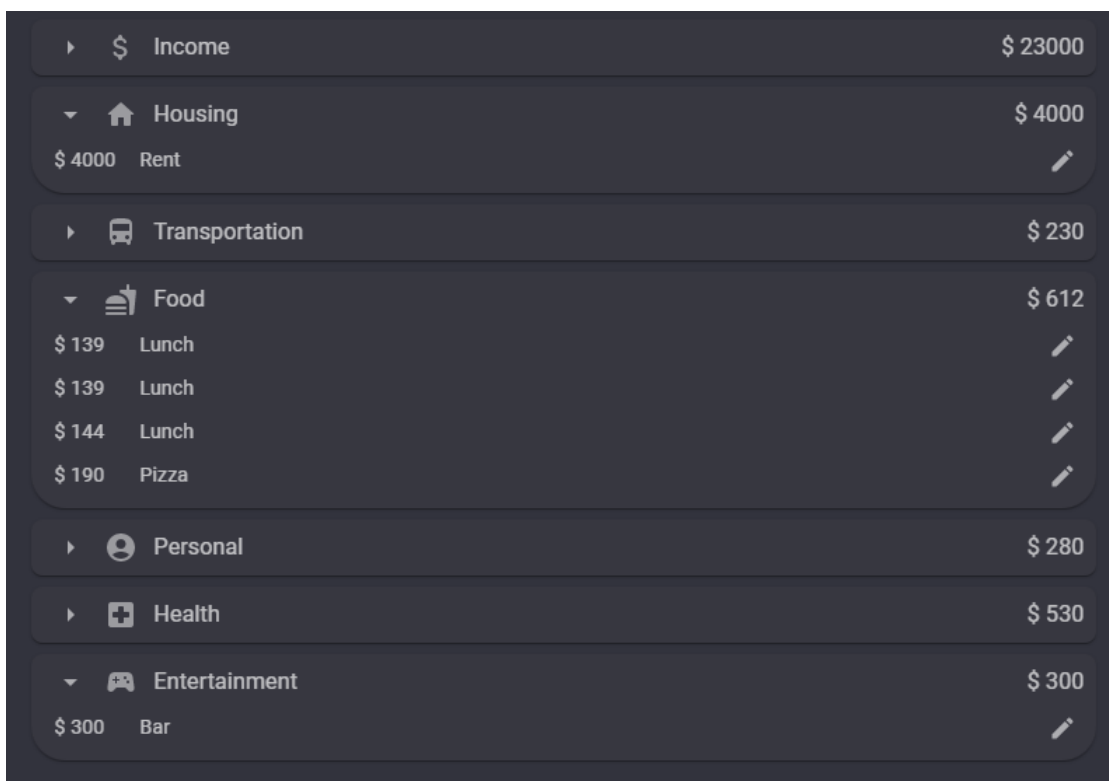 $ Income $ 23000
Housing $ 4000
$ 4000 Rent
Transportation $ 230
Food $ 612
$ 139 Lunch
$ 139 Lunch
$ 144 Lunch
$ 190 Pizza
Personal $ 280
Health $ 530
Entertainment $ 300
$ 300 Bar